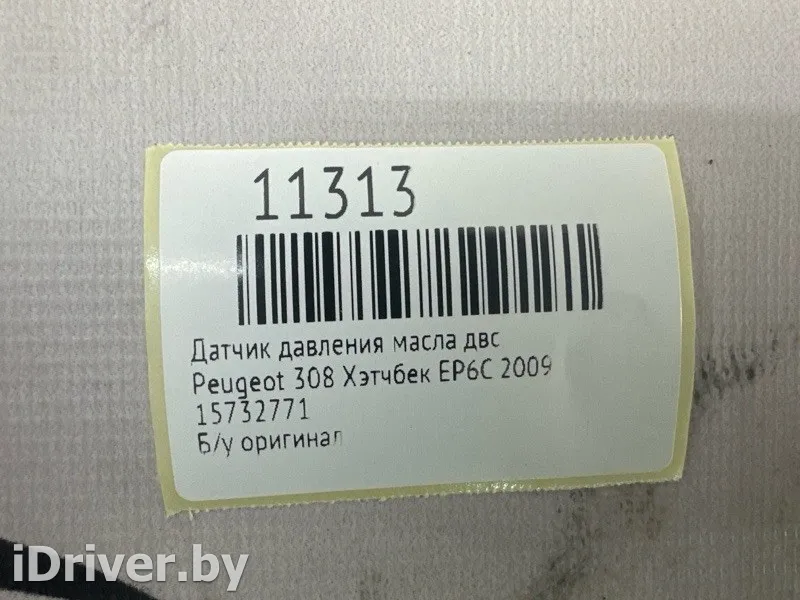 11313
Датчик давления масла двс
Peugeot 308 Хэтчбек EP6C 2009
15732771
Б/у оригинал
iDriver.by